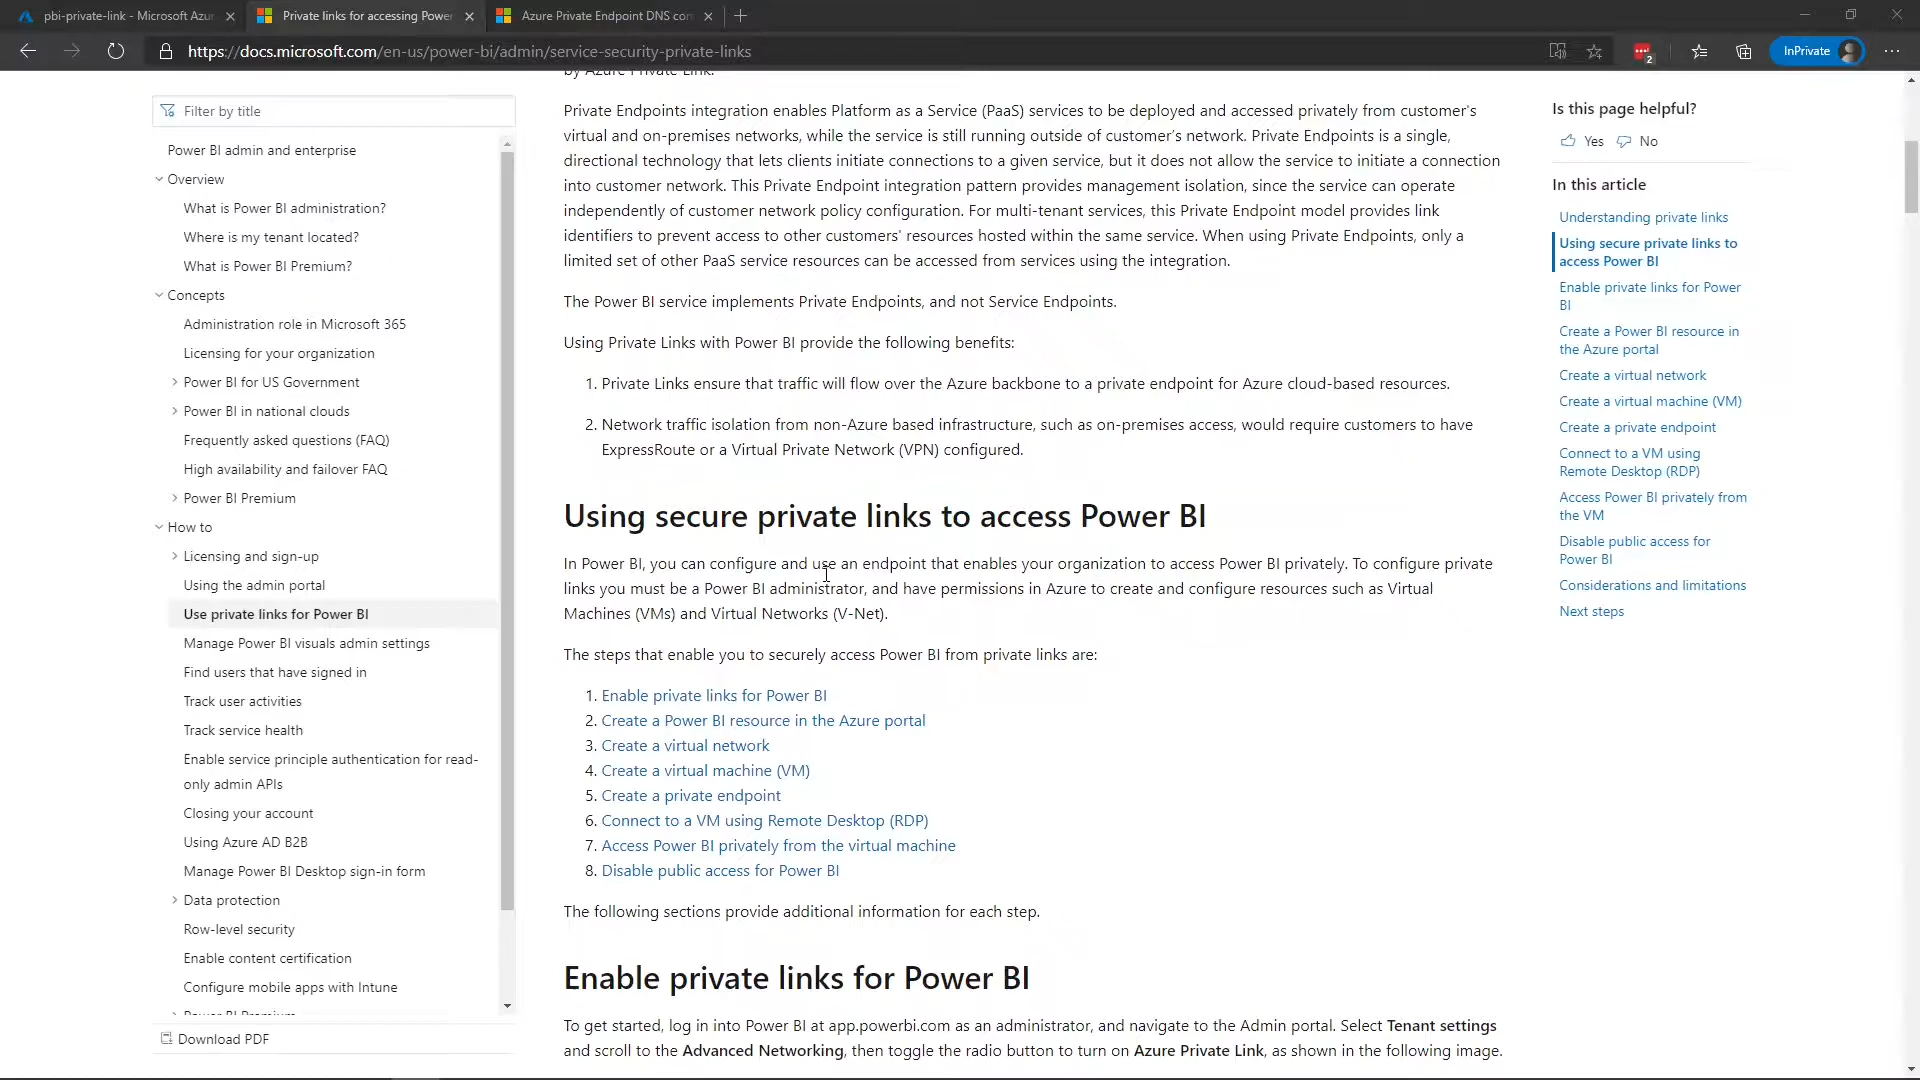 pbi-private-link - Microsoft Azur
Private links for accessing Power
Azure Private Endpoint DNS con
https://docs.microsoft.com/en-us/power-bi/admin/service-security-private-links
2
InPrivate
Filter by title
Power BI admin and enterprise
Overview
What is Power BI administration?
Where is my tenant located?
What is Power BI Premium?
Concepts
Administration role in Microsoft 365
Licensing for your organization
Power BI for US Government
Power BI in national clouds
Frequently asked questions (FAQ)
High availability and failover FAQ
Power BI Premium
How to
Licensing and sign-up
Using the admin portal
Use private links for Power BI
Manage Power BI visuals admin settings
Find users that have signed in
Track user activities
Track service health
Enable service principle authentication for read-
only admin APIs
Closing your account
Using Azure AD B2B
Manage Power BI Desktop sign-in form
Data protection
Row-level security
Enable content certification
Configure mobile apps with Intune
Power BI Premium
Download PDF
by Azure Private Link.
Private Endpoints integration enables Platform as a Service (PaaS) services to be deployed and accessed privately from customer's
virtual and on-premises networks, while the service is still running outside of customer’s network. Private Endpoints is a single,
directional technology that lets clients initiate connections to a given service, but it does not allow the service to initiate a connection
into customer network. This Private Endpoint integration pattern provides management isolation, since the service can operate
independently of customer network policy configuration. For multi-tenant services, this Private Endpoint model provides link
identifiers to prevent access to other customers' resources hosted within the same service. When using Private Endpoints, only a
limited set of other PaaS service resources can be accessed from services using the integration.
The Power BI service implements Private Endpoints, and not Service Endpoints.
Using Private Links with Power BI provide the following benefits:
1. Private Links ensure that traffic will flow over the Azure backbone to a private endpoint for Azure cloud-based resources.
2. Network traffic isolation from non-Azure based infrastructure, such as on-premises access, would require customers to have
ExpressRoute or a Virtual Private Network (VPN) configured.
Using secure private links to access Power BI
In Power BI, you can configure and use an endpoint that enables your organization to access Power BI privately. To configure private
links you must be a Power BI administrator, and have permissions in Azure to create and configure resources such as Virtual
Machines (VMs) and Virtual Networks (V-Net).
The steps that enable you to securely access Power BI from private links are:
1. Enable private links for Power BI
2. Create a Power BI resource in the Azure portal
3. Create a virtual network
4. Create a virtual machine (VM)
5. Create a private endpoint
6. Connect to a VM using Remote Desktop (RDP)
7. Access Power BI privately from the virtual machine
8. Disable public access for Power BI
The following sections provide additional information for each step.
Enable private links for Power BI
To get started, log in into Power BI at app.powerbi.com as an administrator, and navigate to the Admin portal. Select Tenant settings
and scroll to the Advanced Networking, then toggle the radio button to turn on Azure Private Link, as shown in the following image.
Is this page helpful?
Yes No
In this article
Understanding private links
Using secure private links to
access Power BI
Enable private links for Power
BI
Create a Power BI resource in
the Azure portal
Create a virtual network
Create a virtual machine (VM)
Create a private endpoint
Connect to a VM using
Remote Desktop (RDP)
Access Power BI privately from
the VM
Disable public access for
Power BI
Considerations and limitations
Next steps